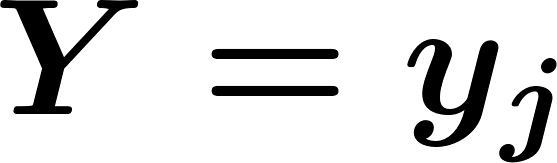 Y = y_j